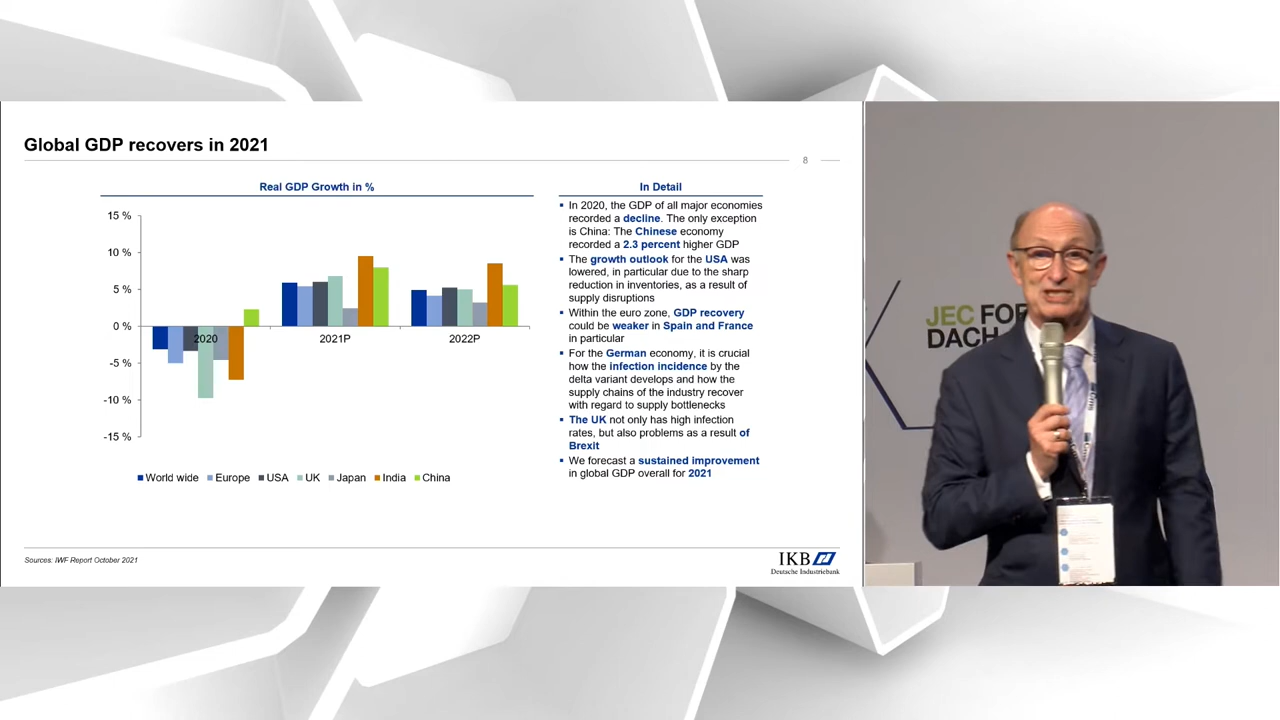 Global GDP recovers in 2021
8
Real GDP Growth in %
15 %
10 %
5 %
0 %
-5 %
-10 %
-15 %
2020
2021P
2022P
World wide
Europe
USA
UK
Japan
India
China
In Detail
In 2020, the GDP of all major economies
recorded a decline. The only exception
is China: The Chinese economy
recorded a 2.3 percent higher GDP
The growth outlook for the USA was
lowered, in particular due to the sharp
reduction in inventories, as a result of
supply disruptions
Within the euro zone, GDP recovery
could be weaker in Spain and France
in particular
For the German economy, it is crucial
how the infection incidence by the
delta variant develops and how the
supply chains of the industry recover
with regard to supply bottlenecks
The UK not only has high infection
rates, but also problems as a result of
Brexit
We forecast a sustained improvement
in global GDP overall for 2021
Sources: IWF Report October 2021
IKB
Deutsche Industriebank
JEC FOR
DACH